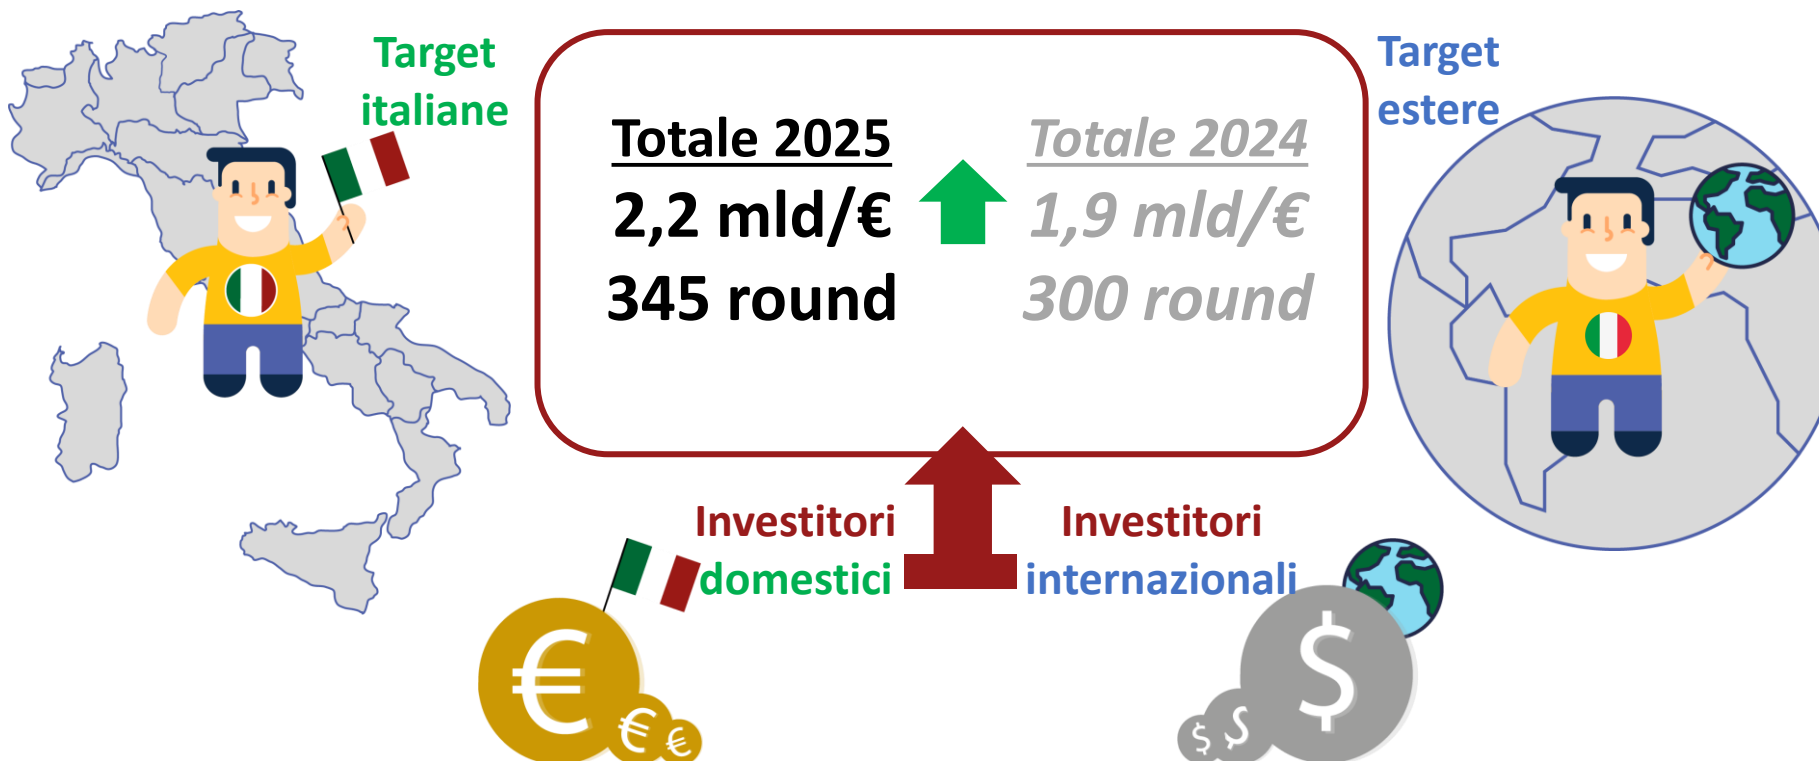 Target
italiane
Totale 2025
2,2 mld/€
345 round
Totale 2024
1,9 mld/€
300 round
Target
estere
Investitori
domestici
Investitori
internazionali
€
€
€
$
$
$